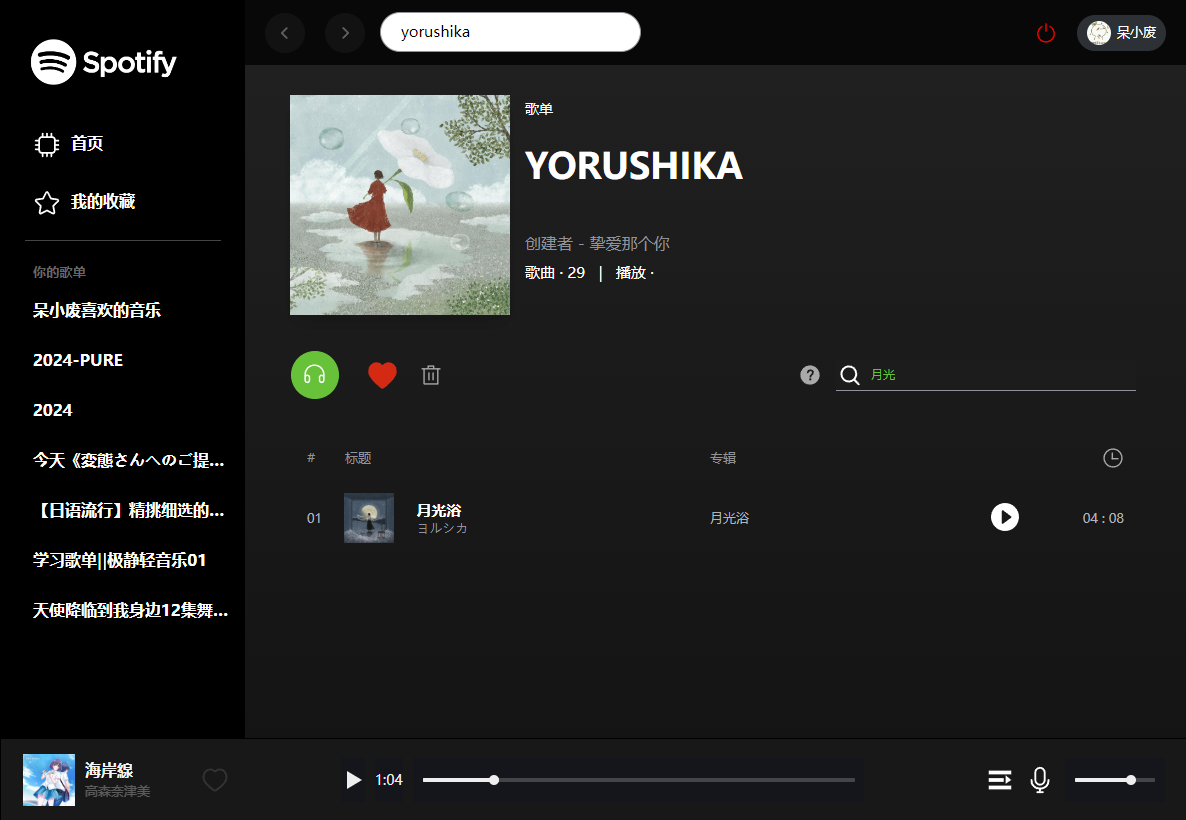 Spotify
首页
我的收藏
你的歌单
呆小废喜欢的音乐
2024-PURE
2024
今天《変態さんへのご提...
【日语流行】精挑细选的...
学习歌单||极静轻音乐01
天使降临到我身边12集舞...
yorushika
呆小废
歌单
YORUSHIKA
创建者 - 挚爱那个你
歌曲 · 29 | 播放 ·
? 月光
# 标题 专辑
01 月光浴 月光浴 04 : 08
ヨルシカ
海岸線
高森奈津美
1:04